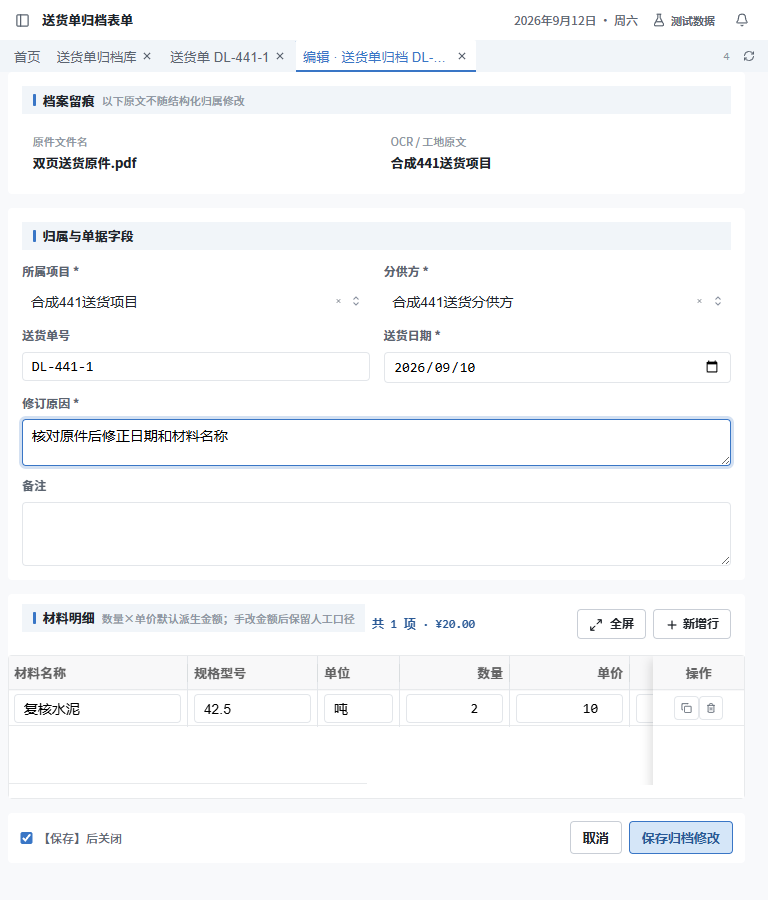 送货单归档表单
2026年9月12日 · 周六 测试数据
首页 送货单归档库 × 送货单 DL-441-1 × 编辑 · 送货单归档 DL-... × 4
档案留痕 以下原文不随结构化归属修改
原件文件名 OCR / 工地原文
双页送货原件.pdf 合成441送货项目
归属与单据字段
所属项目 * 分供方 *
合成441送货项目 × 合成441送货分供方 ×
送货单号 送货日期 *
DL-441-1 2026/09/10
修订原因 *
核对原件后修正日期和材料名称
备注
材料明细 数量×单价默认派生金额；手改金额后保留人工口径 共 1 项 · ¥20.00 全屏 新增行
材料名称 规格型号 单位 数量 单价 操作
复核水泥 42.5 吨 2 10
【保存】后关闭 取消 保存归档修改